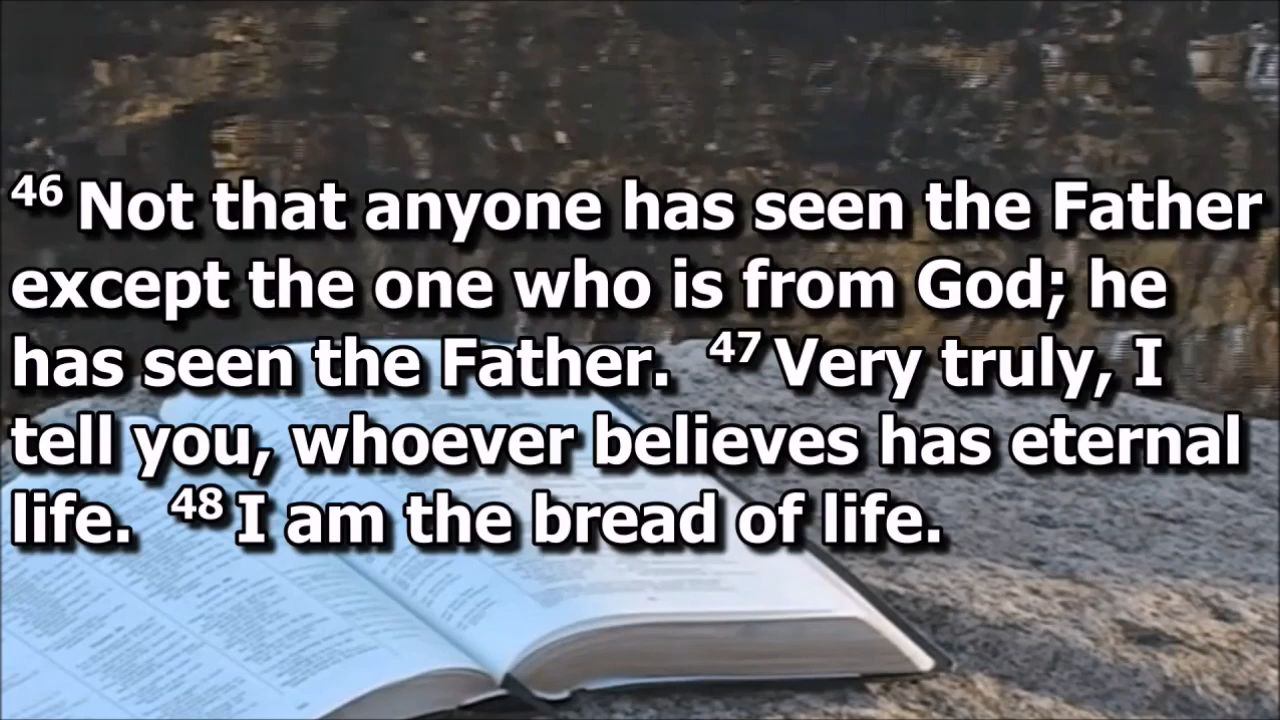 46 Not that anyone has seen the Father
except the one who is from God; he
has seen the Father. 47 Very truly, I
tell you, whoever believes has eternal
life. 48 I am the bread of life.